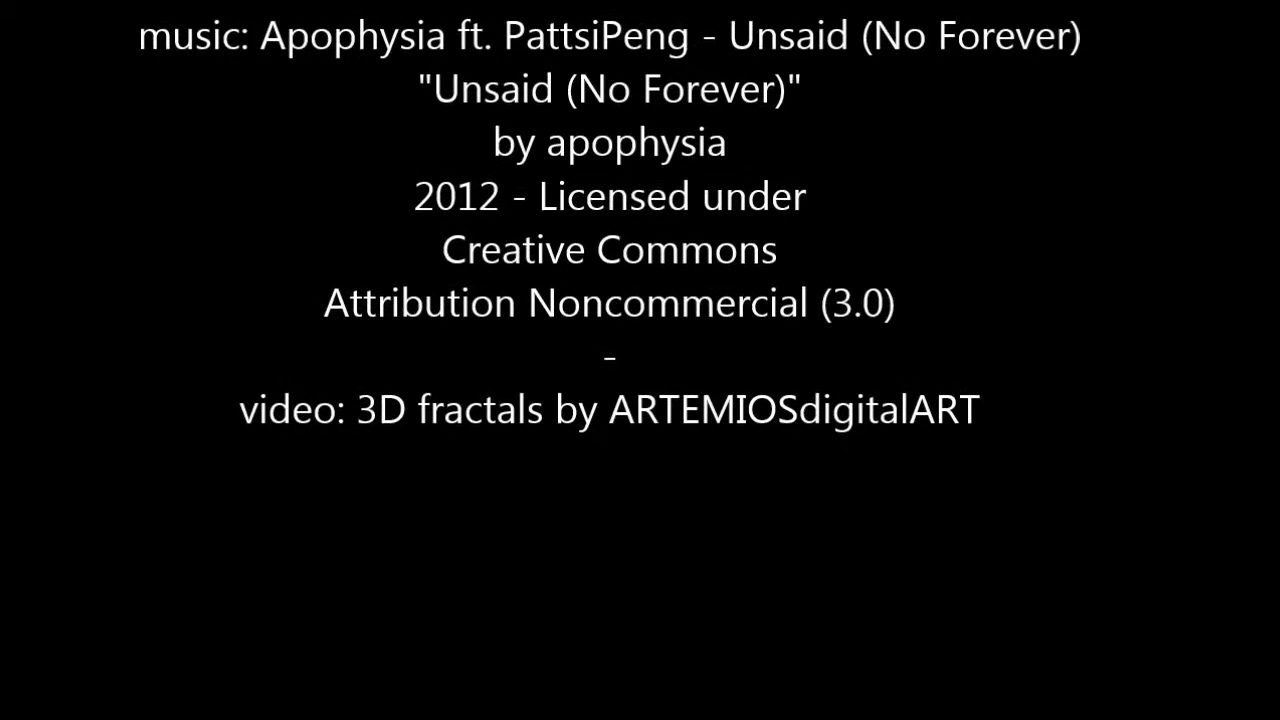 music: Apophysia ft. PattsiPeng - Unsaid (No Forever)
"Unsaid (No Forever)"
by apophysia
2012 - Licensed under
Creative Commons
Attribution Noncommercial (3.0)
-
video: 3D fractals by ARTEMIOSdigitalART